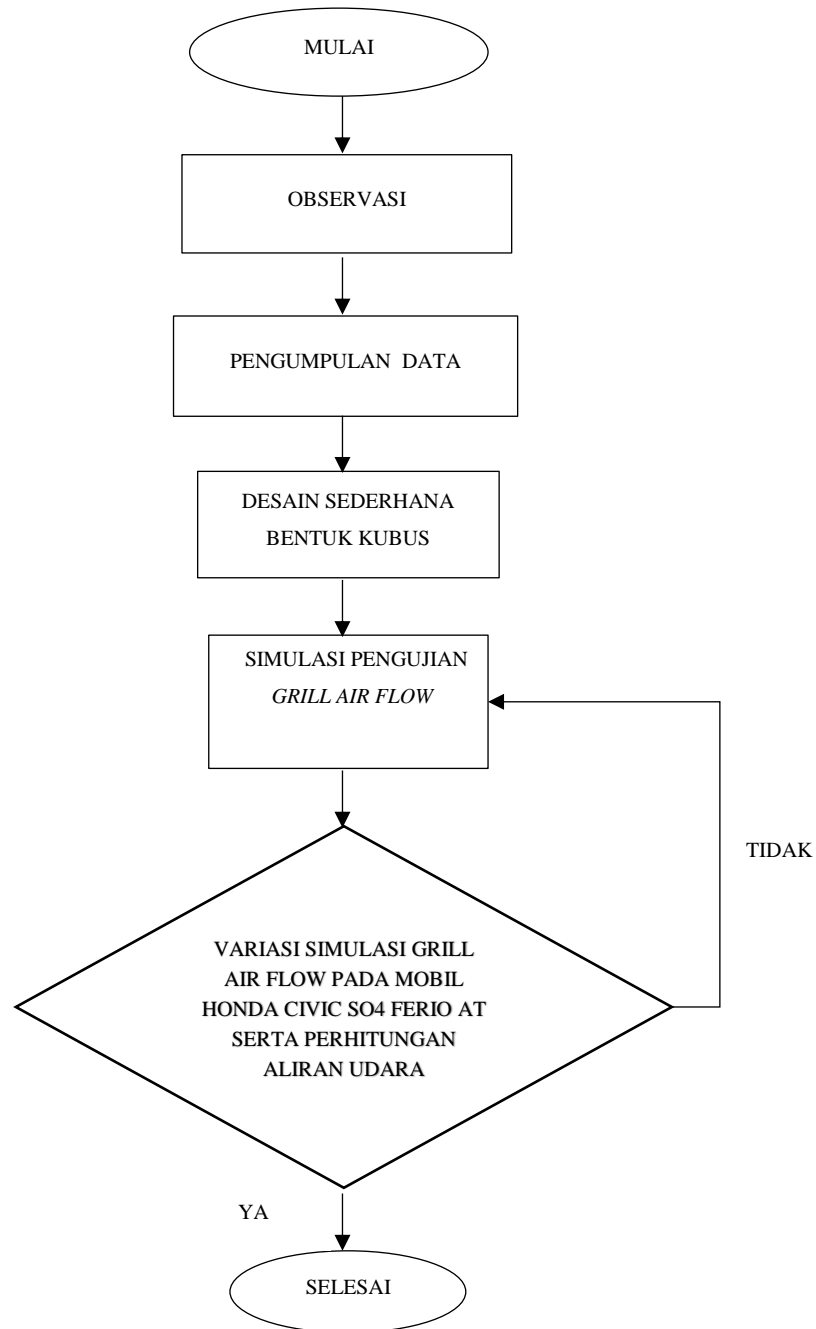 MULAI
OBSERVASI
PENGUMPULAN DATA
DESAIN SEDERHANA
BENTUK KUBUS
SIMULASI PENGUJIAN
GRILL AIR FLOW
TIDAK
VARIASI SIMULASI GRILL
AIR FLOW PADA MOBIL
HONDA CIVIC SO4 FERIO AT
SERTA PERHITUNGAN
ALIRAN UDARA
YA
SELESAI